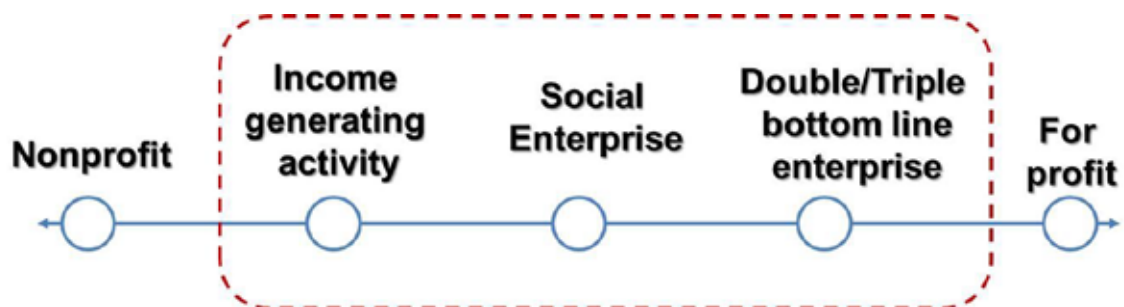 Nonprofit
Income
generating
activity
Social
Enterprise
Double/Triple
bottom line
enterprise
For
profit